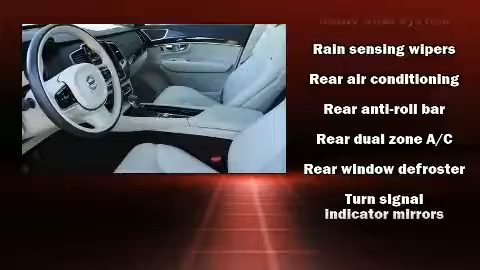 Rain sensing wipers
Rear air conditioning
Rear anti-roll bar
Rear dual zone A/C
Rear window defroster
Turn signal
indicator mirrors